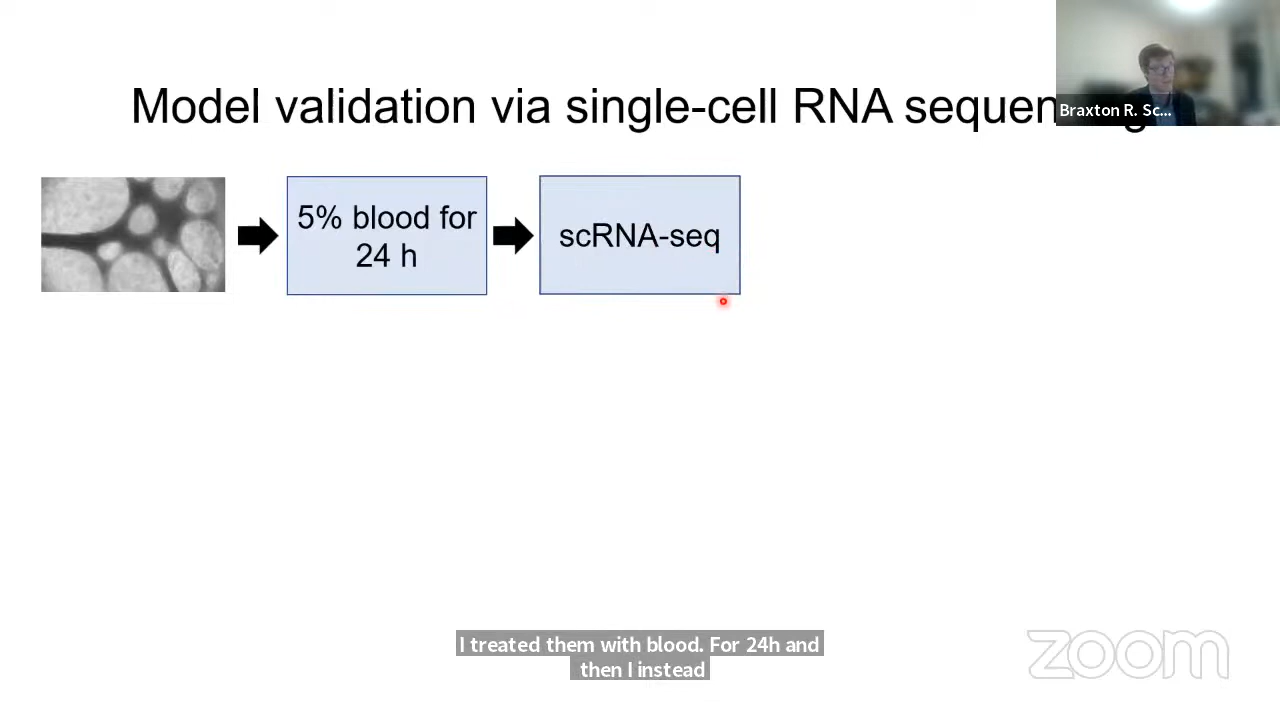 Model validation via single-cell RNA
Braxton R. Sc...
5% blood for
24 h
scRNA-seq
I treated them with blood. For 24h and
then I instead
zoom